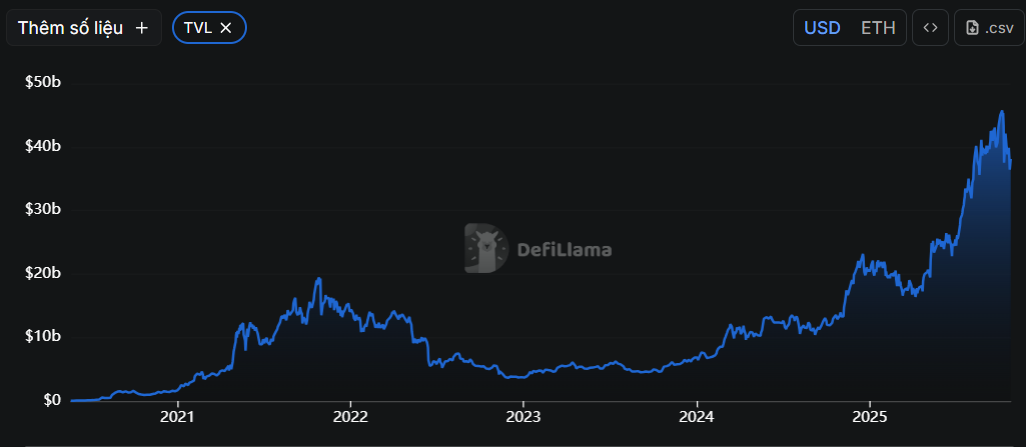 Thêm số liệu + TVL × USD ETH <> .csv
$50b
$40b
$30b
DefiLlama
$20b
$10b
$0
2021 2022 2023 2024 2025